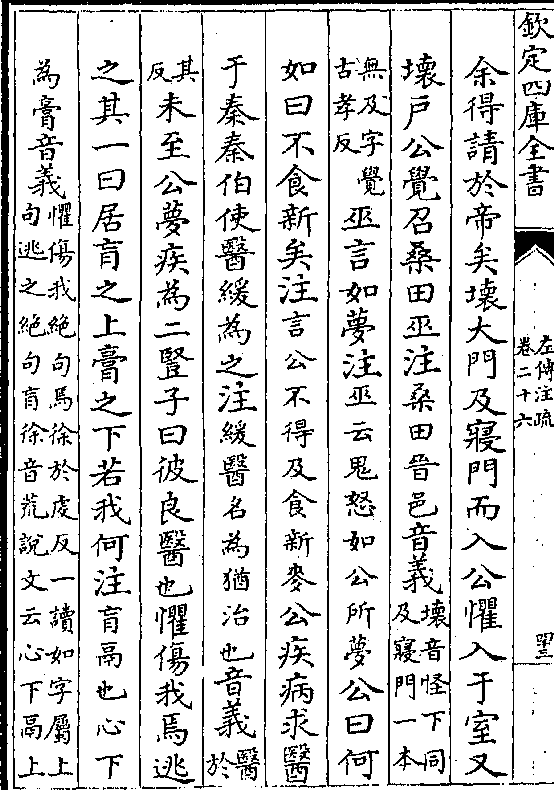 欽定四庫全書
左傳注疏
卷二十六
余得請於帝矣壞大門及寢門而入公懼入于室又
壞戶公覺召桑田巫注桑田晉邑音義壞音怪下同
及寢門一本
無及字覺
古孝反
巫言如夢注巫云鬼怒如公所夢公曰何
如曰不食新矣注言公不得及食新麥公疾病求醫
于秦秦伯使醫緩為之注緩醫名為猶治也音義醫
於
其
反
未至公夢疾為二豎子曰彼良醫也懼傷我焉逃
之其一曰居肓之上膏之下若我何注肓鬲也心下
為膏音義懼傷我絶句焉徐於虔反一讀如字屬上
句逃之絶句肓徐音荒說文云心下鬲上